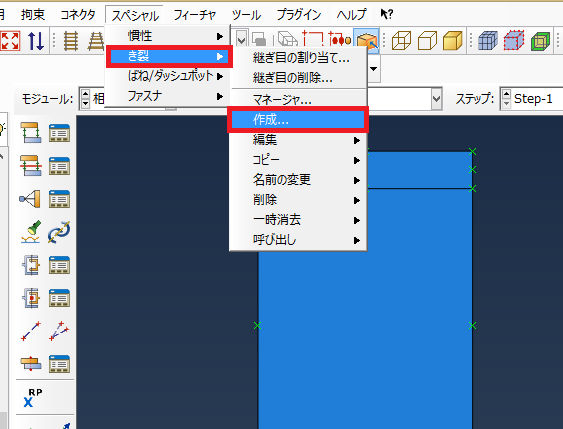 拘束 コネクタ スペシャル フィーチャ ツール プラグイン ヘルプ
慣性
き裂
ばね/ダッシュポット
ファスナ
継ぎ目の割り当て...
継ぎ目の削除...
マネージャ...
作成...
編集
コピー
名前の変更
削除
一時消去
呼び出し
モジュール: 相
ステップ: Step-1
RP